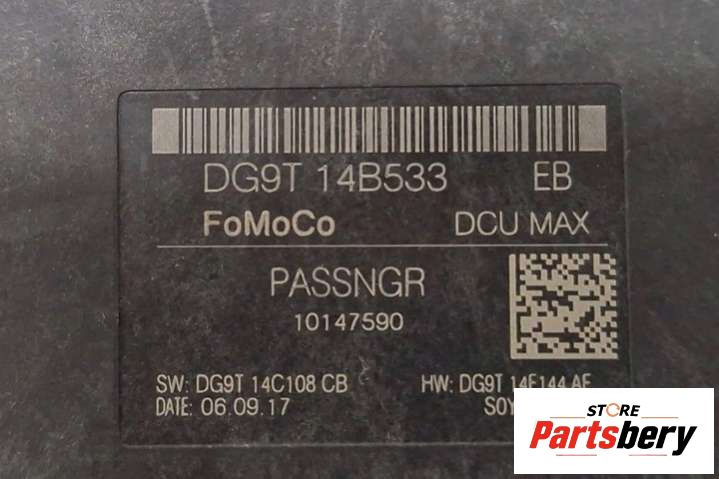 DG9T 14B533 EB
FoMoCo DCU MAX
PASSNGR
10147590
SW: DG9T 14C108 CB HW: DG9T 14F144 AE
DATE: 06.09.17
STORE
Partsbery